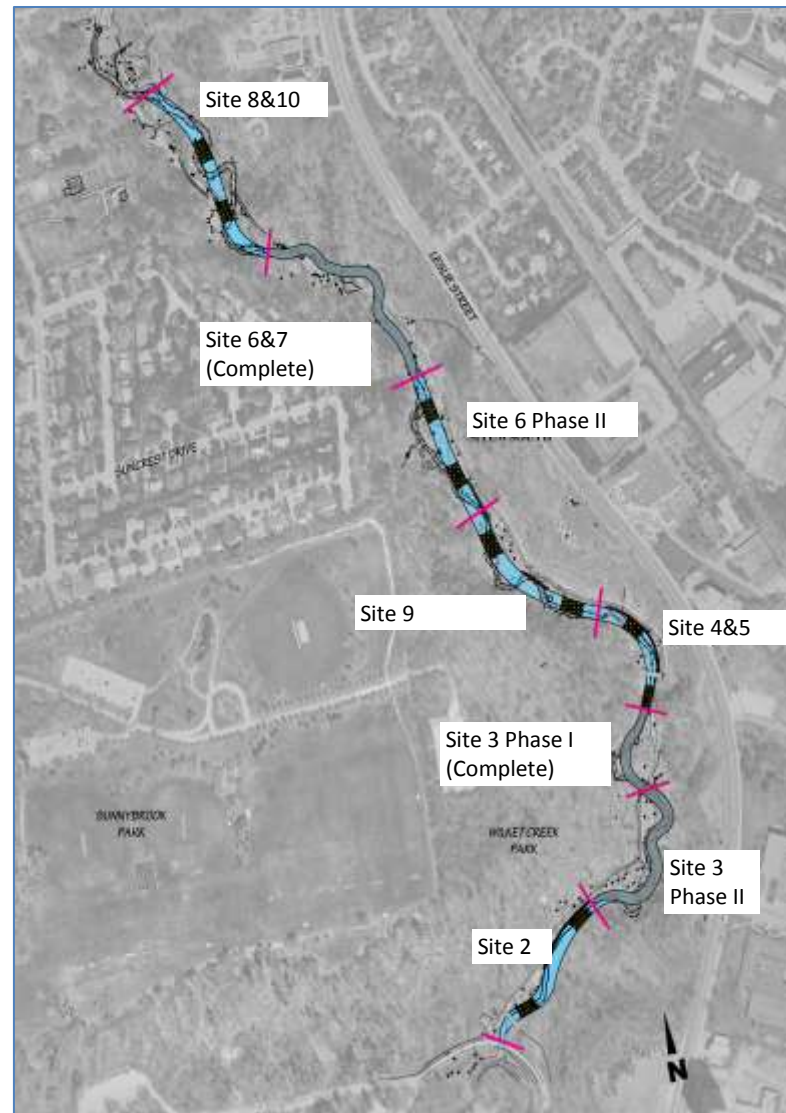 Site 8&10
LESLIE STREET
Site 6&7
(Complete)
Site 6 Phase II
SUNCREST DRIVE
Site 9
Site 4&5
Site 3 Phase I
(Complete)
SUNNYBROOK
PARK
WILKET CREEK
PARK
Site 3
Phase II
Site 2
N